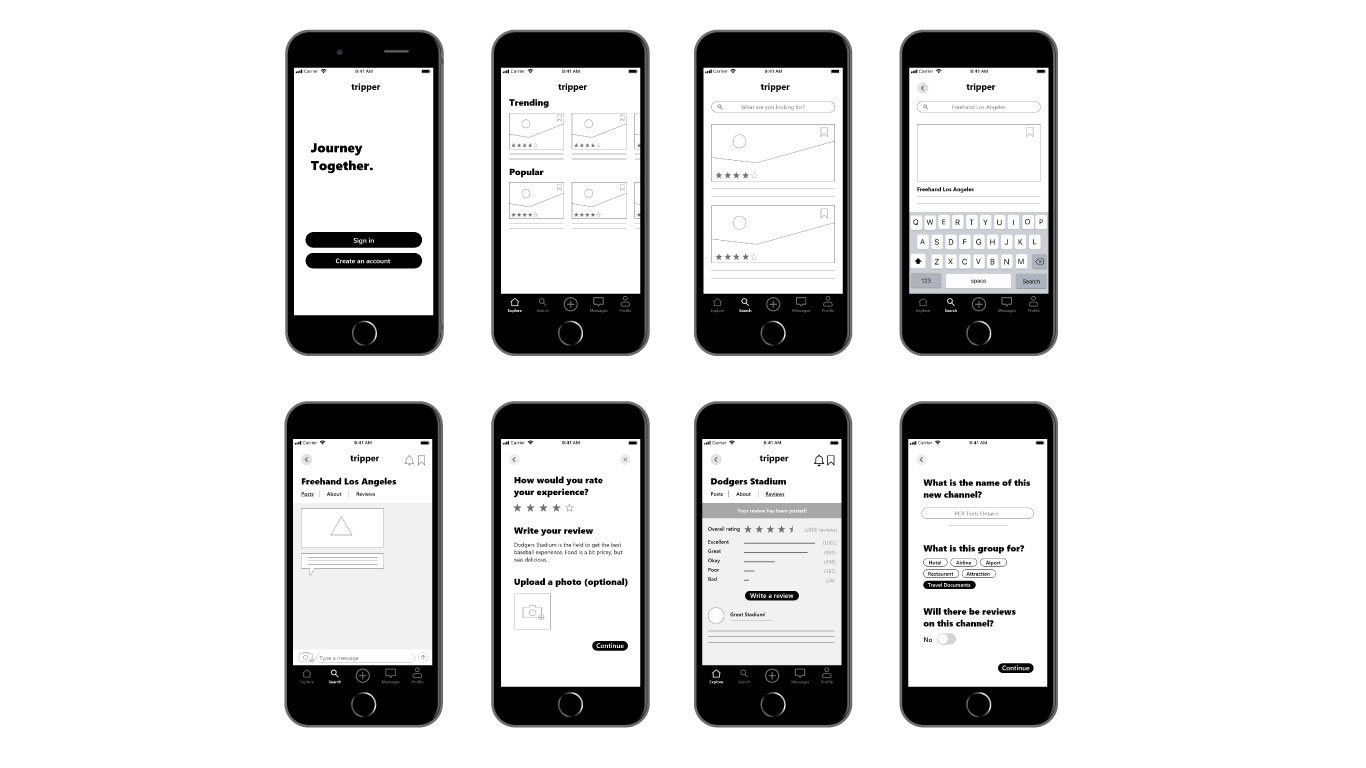 Carrier 9:41 AM
tripper
Journey
Together.
Sign in
Create an account
Carrier 9:41 AM
tripper
Trending
Popular
Explore Search Messages Profile
Carrier 9:41 AM
tripper
What are you looking for?
Explore Search Messages Profile
Carrier 9:41 AM
tripper
Freehand Los Angeles
Freehand Los Angeles
Q W E R T Y U I O P
A S D F G H J K L
Z X C V B N M
123 space Search
Explore Search Messages Profile
Carrier 9:41 AM
tripper
Freehand Los Angeles
Posts About Reviews
Type a message
Explore Search Messages Profile
Carrier 9:41 AM
How would you rate
your experience?
Write your review
Dodgers Stadium is the field to get the best
baseball experience. Food is a bit pricey, but
was delicious.
Upload a photo (optional)
Continue
Carrier 9:41 AM
tripper
Dodgers Stadium
Posts About Reviews
Your review has been posted!
Overall rating reviews)
Excellent
Great
Okay
Poor
Bad
Write a review
Great Stadium!
Explore Search Messages Profile
Carrier 9:41 AM
What is the name of this
new channel?
PCR Tests Ontario
What is this group for?
Hotel Airline Aiport
Restaurant Attraction
Travel Documents
Will there be reviews
on this channel?
No
Continue